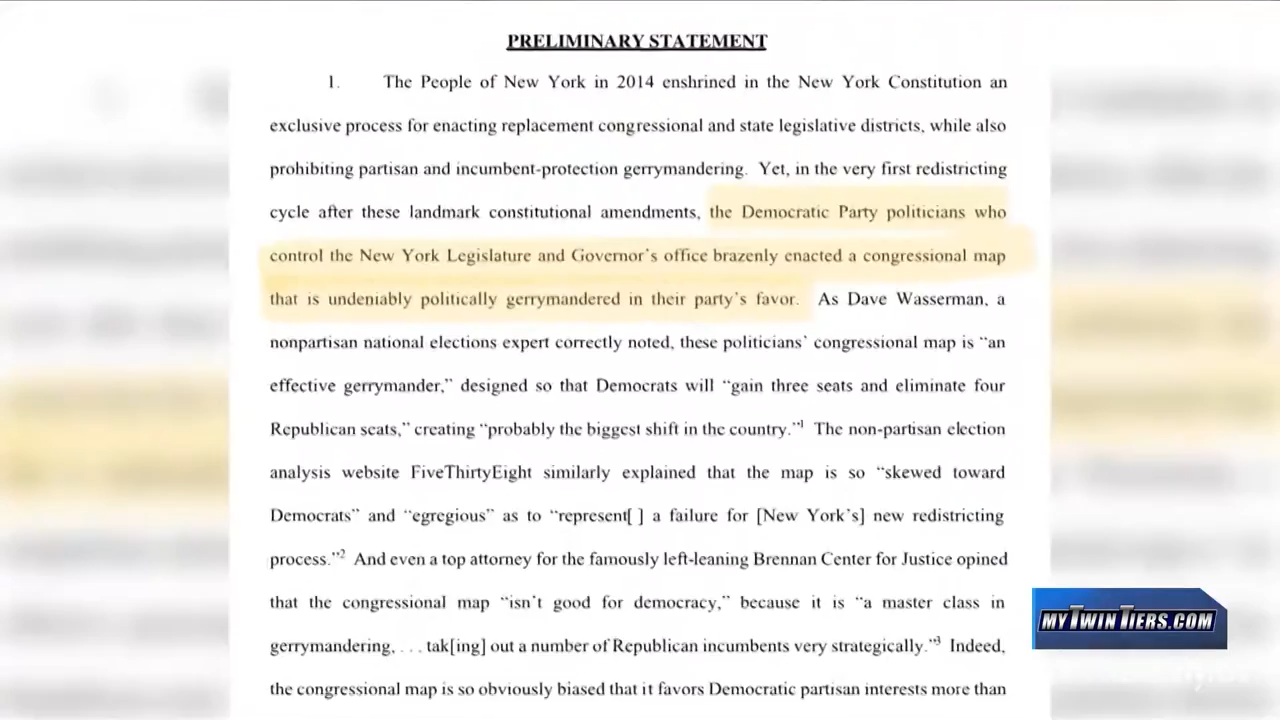 PRELIMINARY STATEMENT
1. The People of New York in 2014 enshrined in the New York Constitution an
exclusive process for enacting replacement congressional and state legislative districts, while also
prohibiting partisan and incumbent-protection gerrymandering. Yet, in the very first redistricting
cycle after these landmark constitutional amendments, the Democratic Party politicians who
control the New York Legislature and Governor's office brazenly enacted a congressional map
that is undeniably politically gerrymandered in their party's favor. As Dave Wasserman, a
nonpartisan national elections expert correctly noted, these politicians' congressional map is “an
effective gerrymander,” designed so that Democrats will “gain three seats and eliminate four
Republican seats,” creating “probably the biggest shift in the country.”1 The non-partisan election
analysis website FiveThirtyEight similarly explained that the map is so “skewed toward
Democrats” and “egregious” as to “represent[ ] a failure for [New York's] new redistricting
process.”2 And even a top attorney for the famously left-leaning Brennan Center for Justice opined
that the congressional map “isn't good for democracy,” because it is “a master class in
gerrymandering, . . . tak[ing] out a number of Republican incumbents very strategically.”3 Indeed,
the congressional map is so obviously biased that it favors Democratic partisan interests more than
MYTWINTIERS.COM